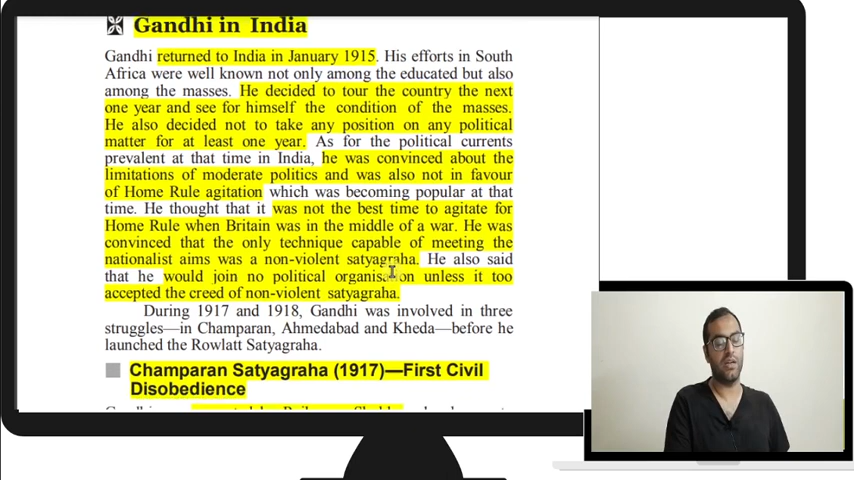 Gandhi in India
Gandhi returned to India in January 1915. His efforts in South
Africa were well known not only among the educated but also
among the masses. He decided to tour the country the next
one year and see for himself the condition of the masses.
He also decided not to take any position on any political
matter for at least one year. As for the political currents
prevalent at that time in India, he was convinced about the
limitations of moderate politics and was also not in favour
of Home Rule agitation which was becoming popular at that
time. He thought that it was not the best time to agitate for
Home Rule when Britain was in the middle of a war. He was
convinced that the only technique capable of meeting the
nationalist aims was a non-violent satyagraha. He also said
that he would join no political organisation unless it too
accepted the creed of non-violent satyagraha.
During 1917 and 1918, Gandhi was involved in three
struggles—in Champaran, Ahmedabad and Kheda—before he
launched the Rowlatt Satyagraha.
Champaran Satyagraha (1917)—First Civil
Disobedience